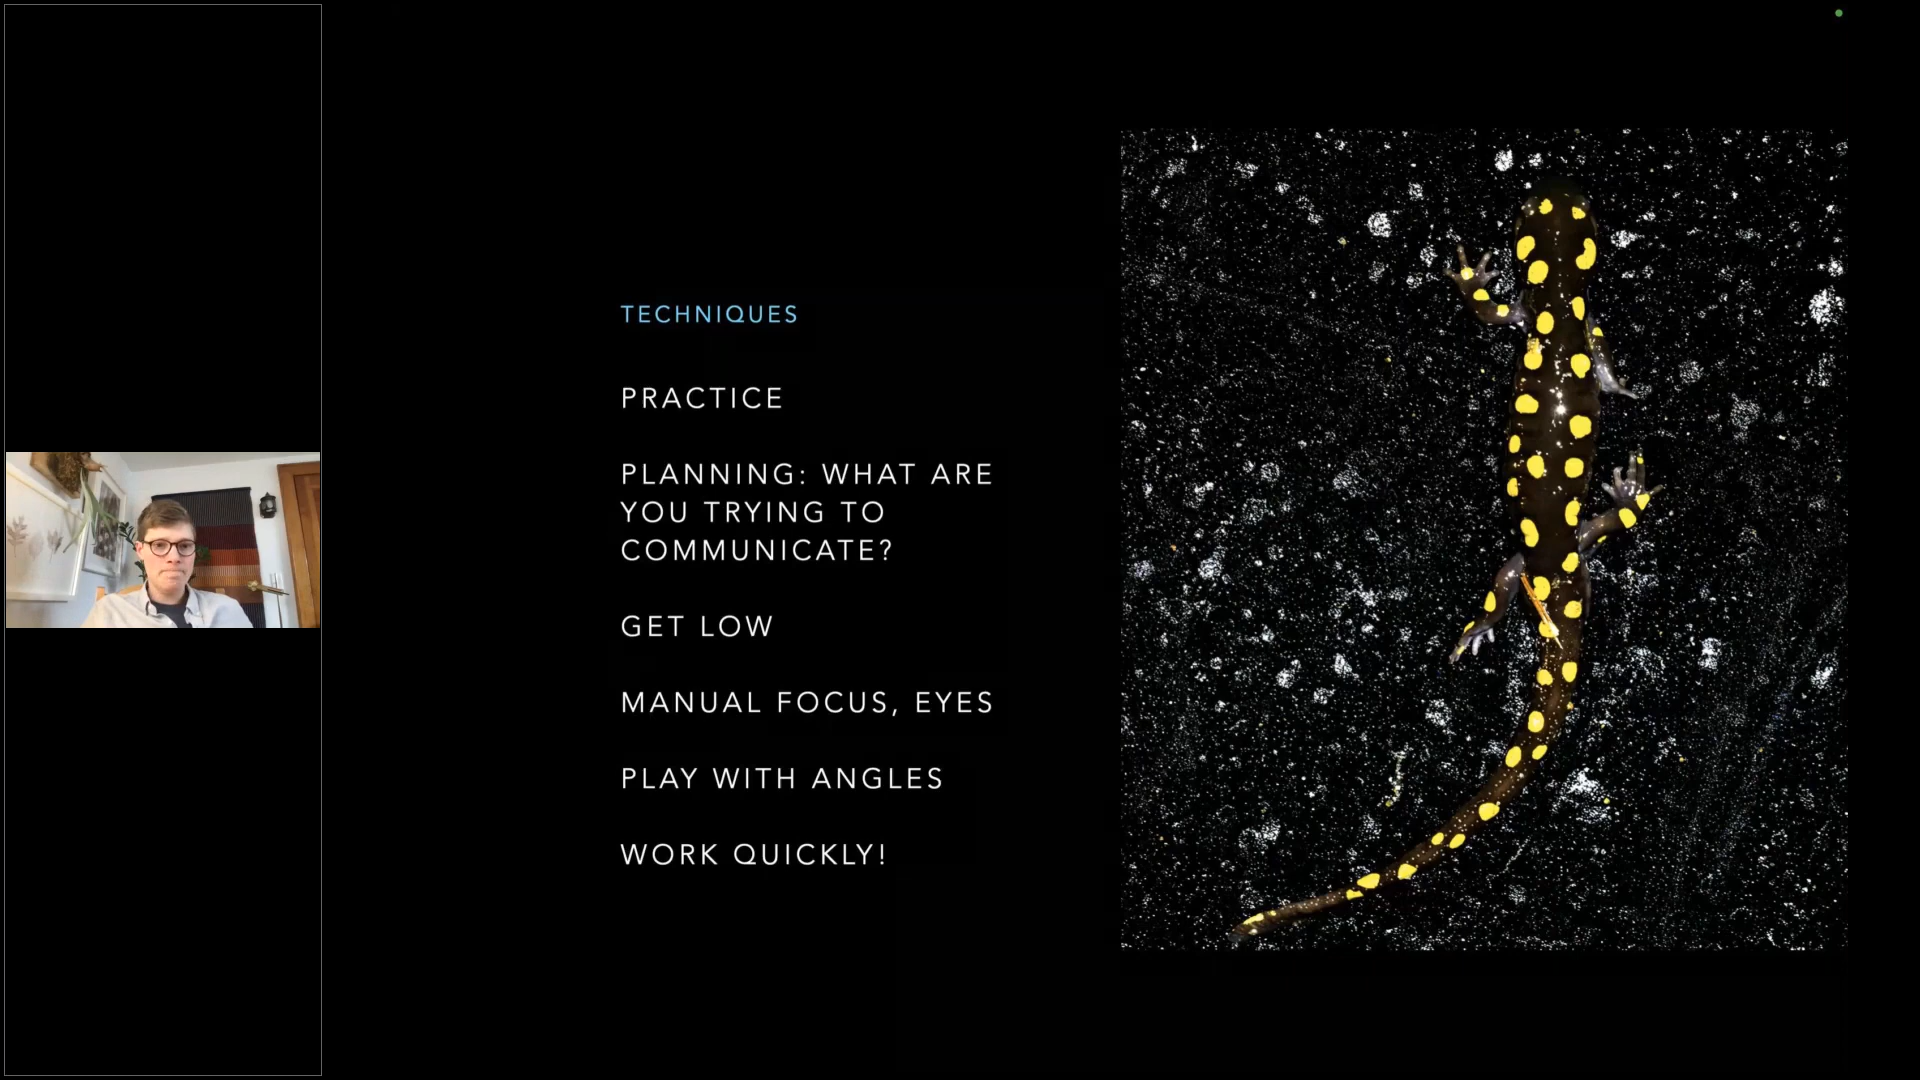 TECHNIQUES
PRACTICE
PLANNING: WHAT ARE
YOU TRYING TO
COMMUNICATE?
GET LOW
MANUAL FOCUS, EYES
PLAY WITH ANGLES
WORK QUICKLY!